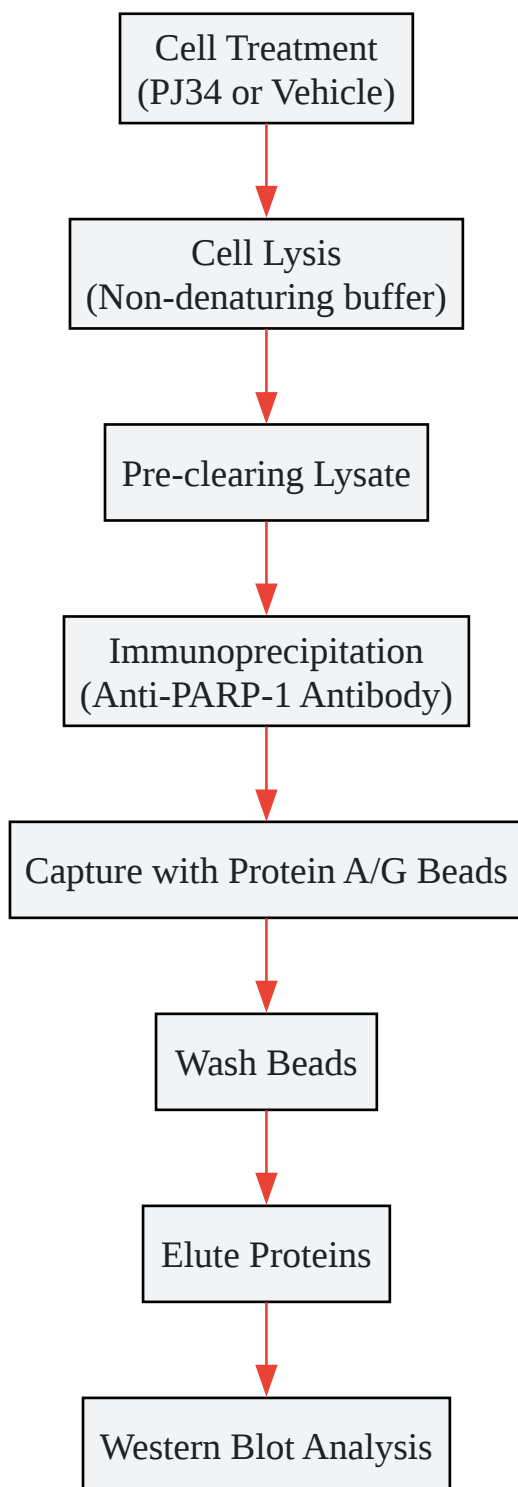 Cell Treatment
(PJ34 or Vehicle)
Cell Lysis
(Non-denaturing buffer)
Pre-clearing Lysate
Immunoprecipitation
(Anti-PARP-1 Antibody)
Capture with Protein A/G Beads
Wash Beads
Elute Proteins
Western Blot Analysis